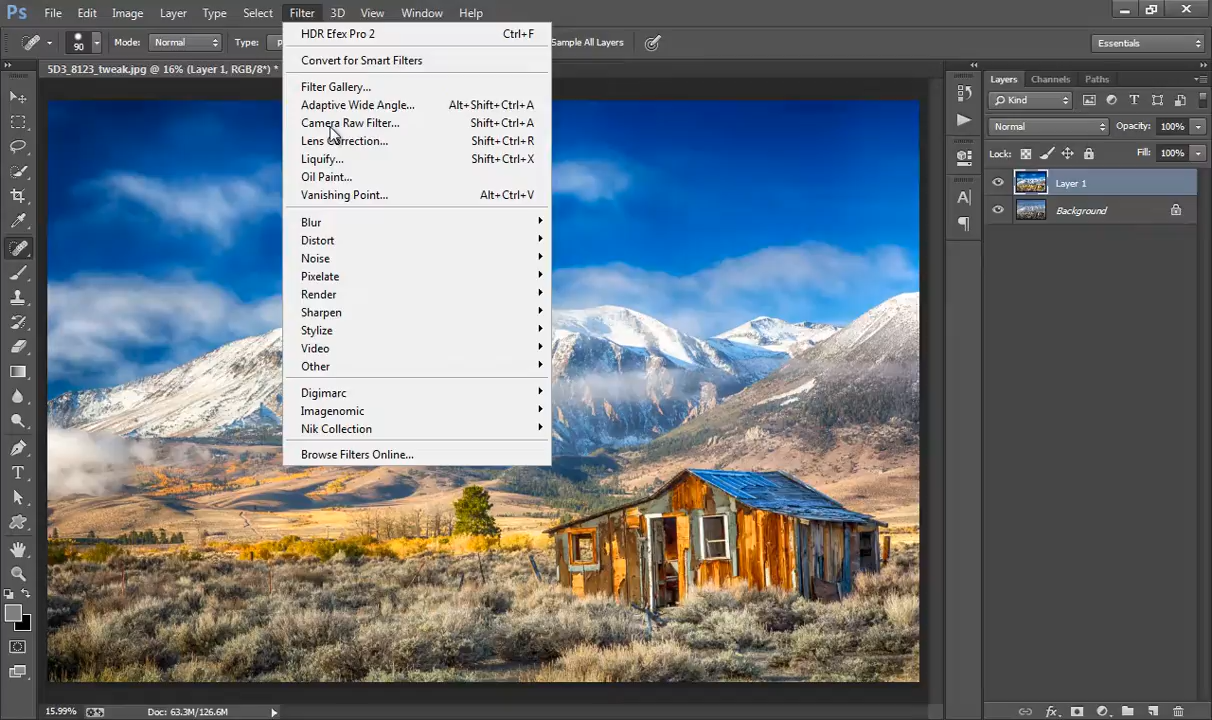 Ps File Edit Image Layer Type Select Filter 3D View Window Help
90 Mode: Normal Type: Sample All Layers Essentials
5D3_8123_tweak.jpg @ 16% (Layer 1, RGB/8*) *
HDR Efex Pro 2 Ctrl+F
Convert for Smart Filters
Filter Gallery...
Adaptive Wide Angle... Alt+Shift+Ctrl+A
Camera Raw Filter... Shift+Ctrl+A
Lens Correction... Shift+Ctrl+R
Liquify... Shift+Ctrl+X
Oil Paint...
Vanishing Point... Alt+Ctrl+V
Blur
Distort
Noise
Pixelate
Render
Sharpen
Stylize
Video
Other
Digimarc
Imagenomic
Nik Collection
Browse Filters Online...
Layers Channels Paths
Kind
Normal Opacity: 100%
Lock: Fill: 100%
Layer 1
Background
15.99% Doc: 63.3M/126.6M